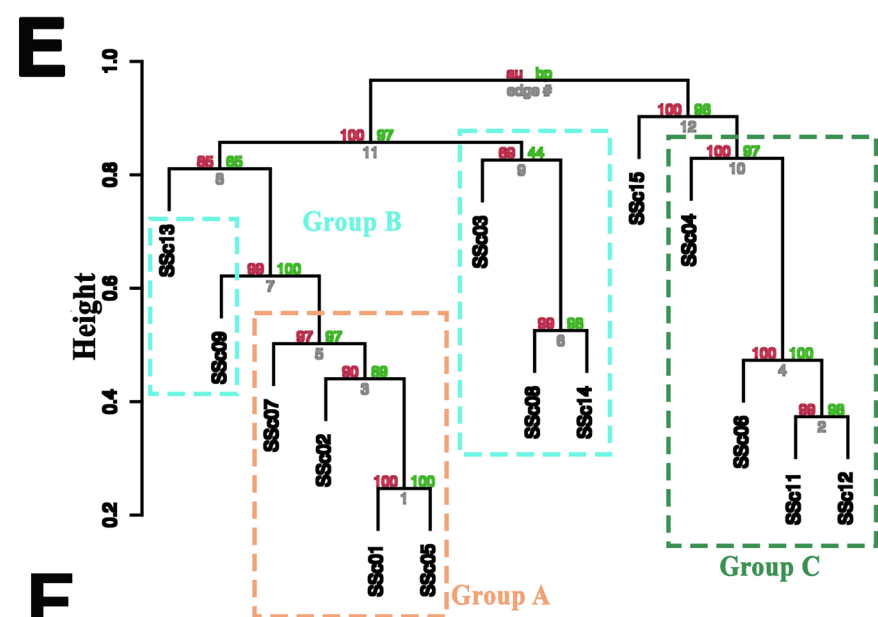 E
1.0
au bp
edge #
100 96
12
100 97
11
100 97
10
69 44
9
85 65
8
0.8
SSc15
SSc04
SSc03
SSc13
Group B
99 100
7
0.6
Height
SSc09
97 97
5
99 98
6
90 89
3
100 100
4
0.4
SSc07
SSc02
SSc08
SSc14
SSc06
99 98
2
SSc11
SSc12
100 100
1
0.2
SSc01
SSc05
Group C
Group A
F